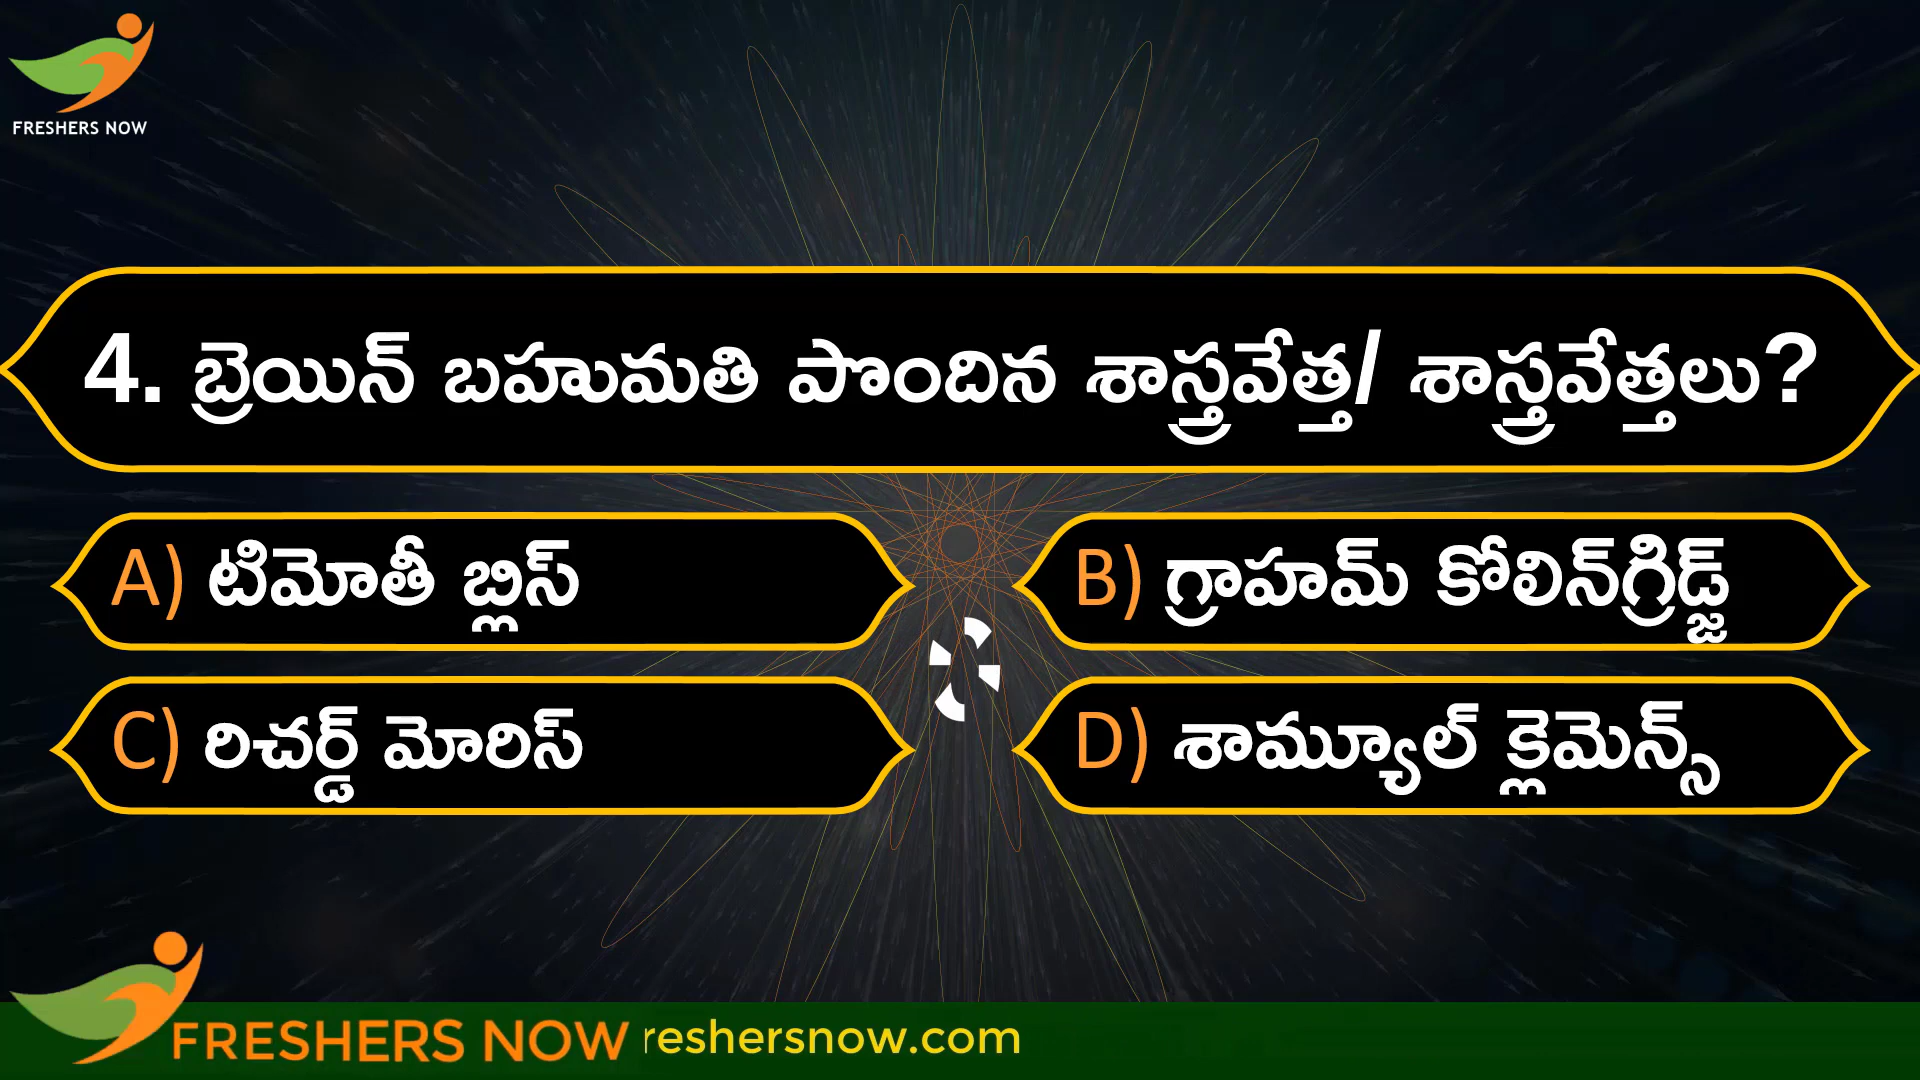 FRESHERS NOW
4. బ్రెయిన్ బహుమతి పొందిన శాస్త్రవేత్త/ శాస్త్రవేత్తలు?
A) టిమోతీ బ్లిస్
B) గ్రాహమ్ కోలిన్‌గ్రిడ్జ్
C) రిచర్డ్ మోరిస్
D) శామ్యూల్ క్లెమెన్స్
FRESHERS NOW reshersnow.com